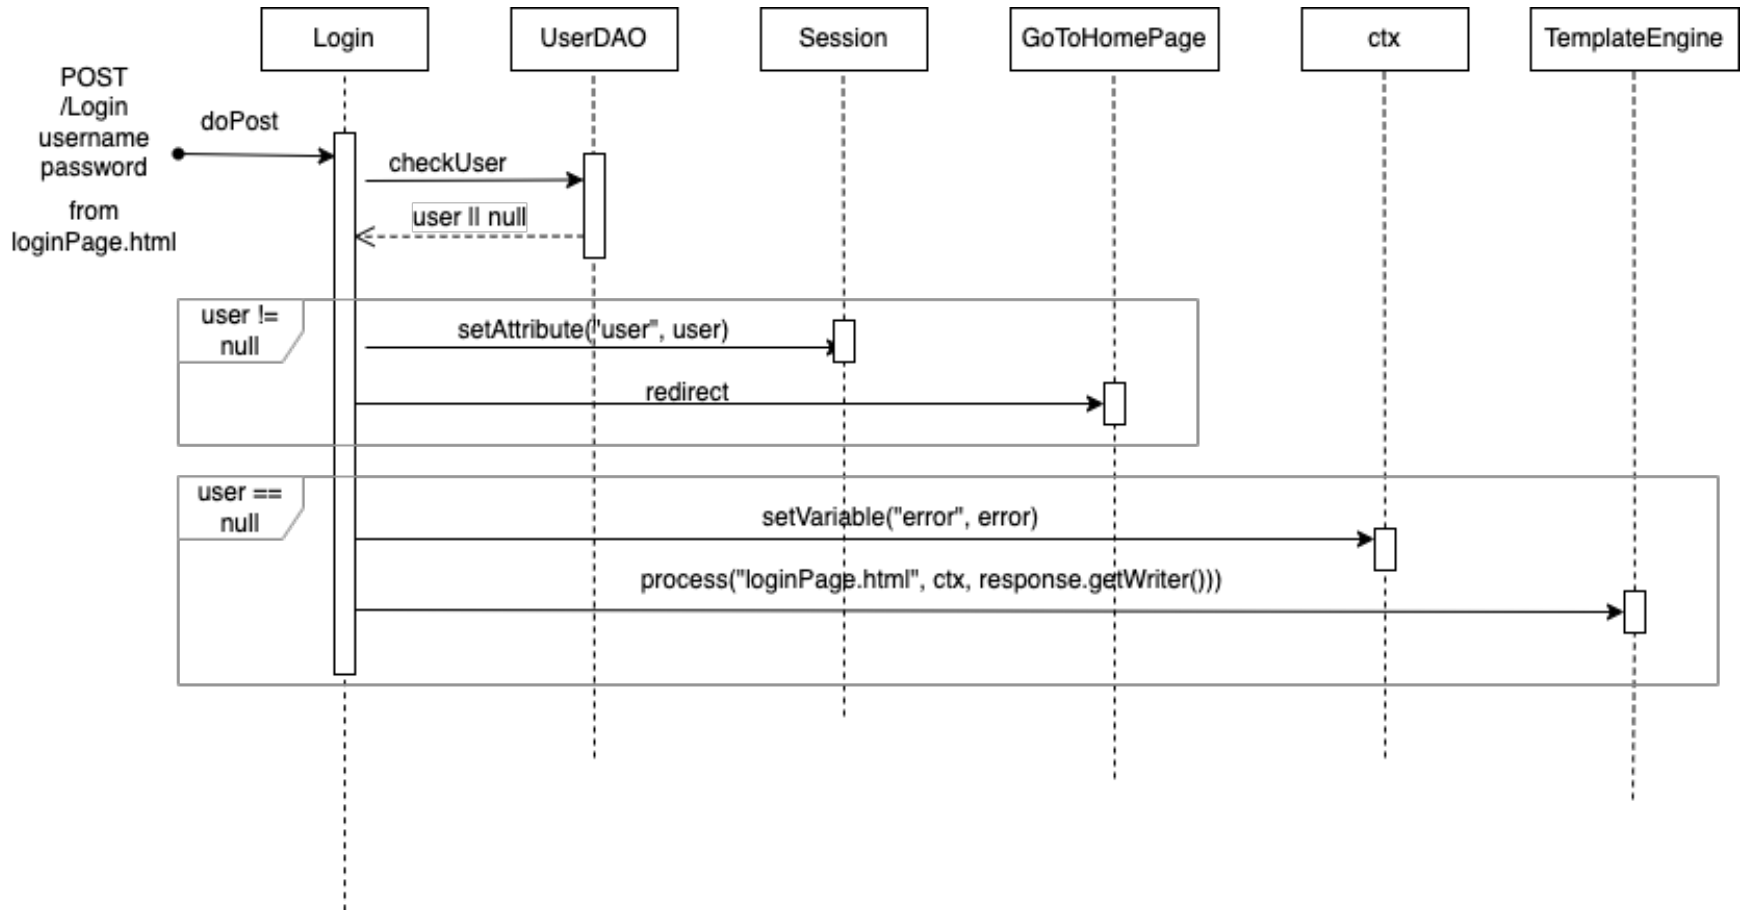 Login
UserDAO
Session
GoToHomePage
ctx
TemplateEngine
POST
/Login
username
password
from
loginPage.html
doPost
checkUser
user || null
user !=
null
setAttribute("user", user)
redirect
user ==
null
setVariable("error", error)
process("loginPage.html", ctx, response.getWriter()))